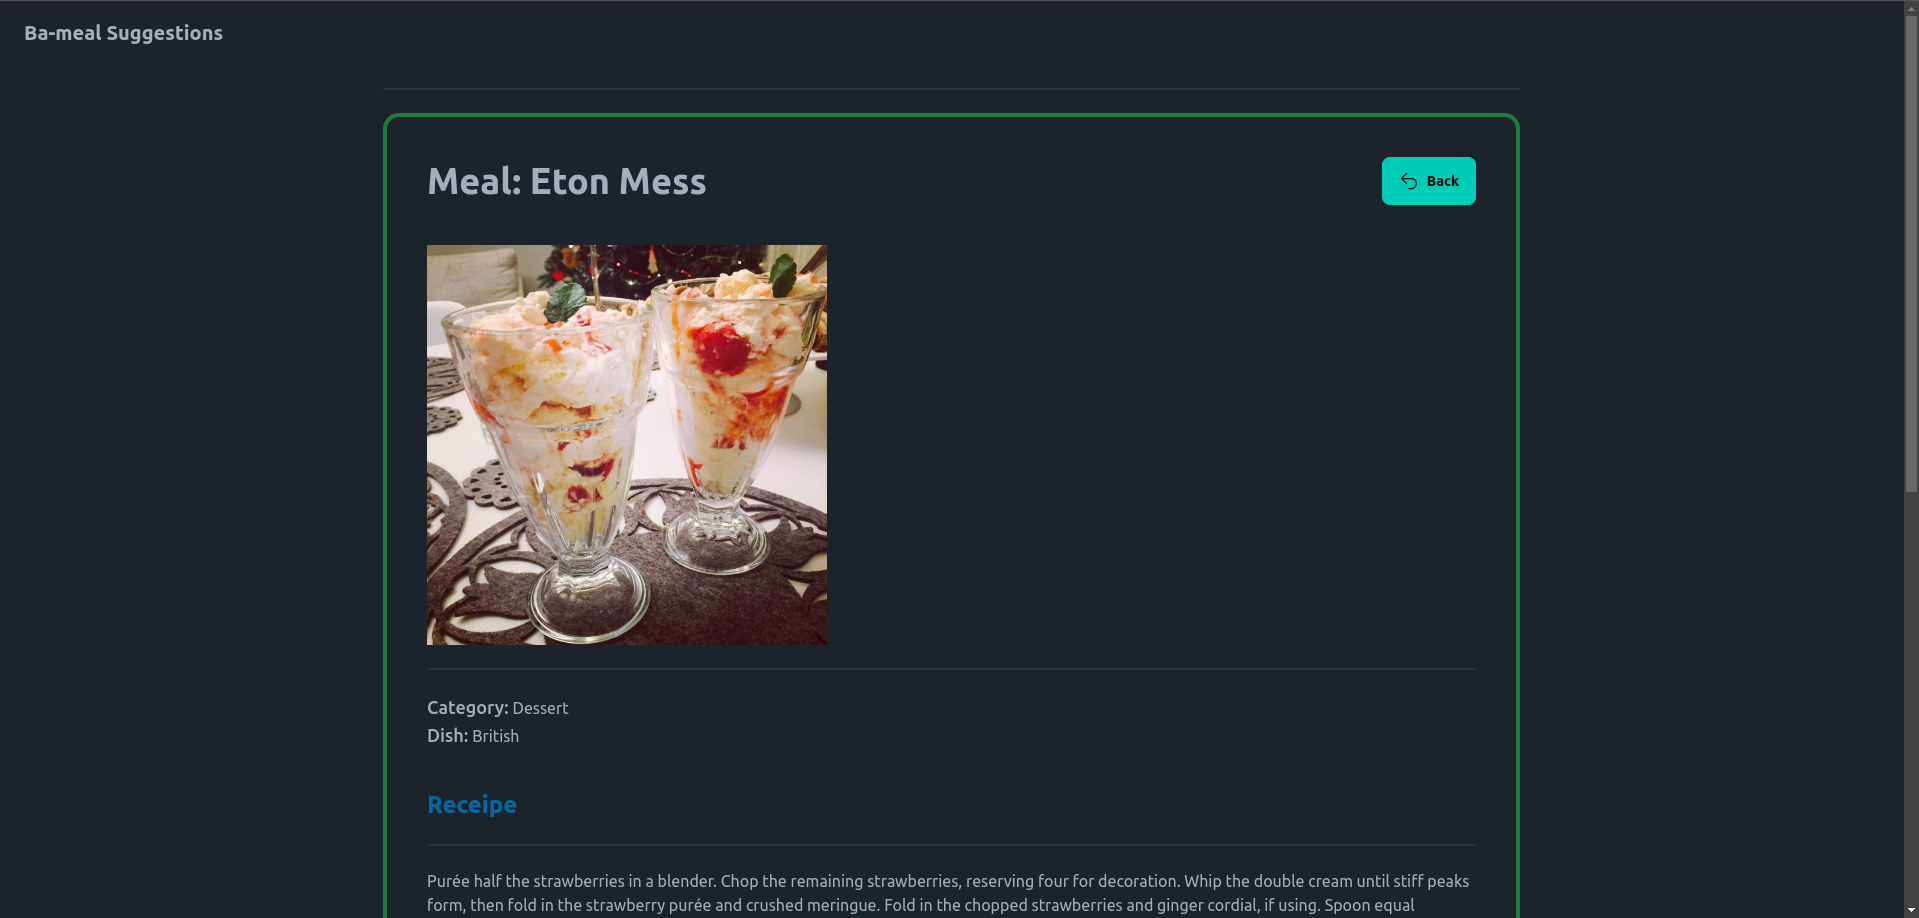 Ba-meal Suggestions
Meal: Eton Mess
Back
Category: Dessert
Dish: British
Receipe
Purée half the strawberries in a blender. Chop the remaining strawberries, reserving four for decoration. Whip the double cream until stiff peaks
form, then fold in the strawberry purée and crushed meringue. Fold in the chopped strawberries and ginger cordial, if using. Spoon equal